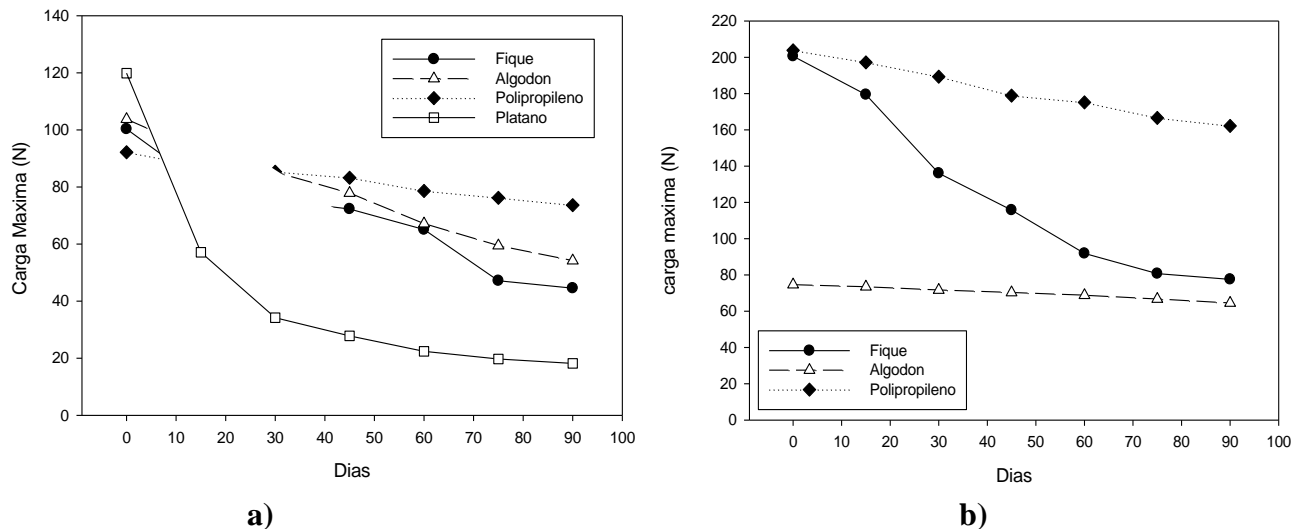 140
120
100
80
60
40
20
0
Carga Maxima (N)
Fique
Algodon
Polipropileno
Platano
0 10 20 30 40 50 60 70 80 90 100
Dias
a)
220
200
180
160
140
120
100
80
60
40
20
0
carga maxima (N)
Fique
Algodon
Polipropileno
0 10 20 30 40 50 60 70 80 90 100
Dias
b)